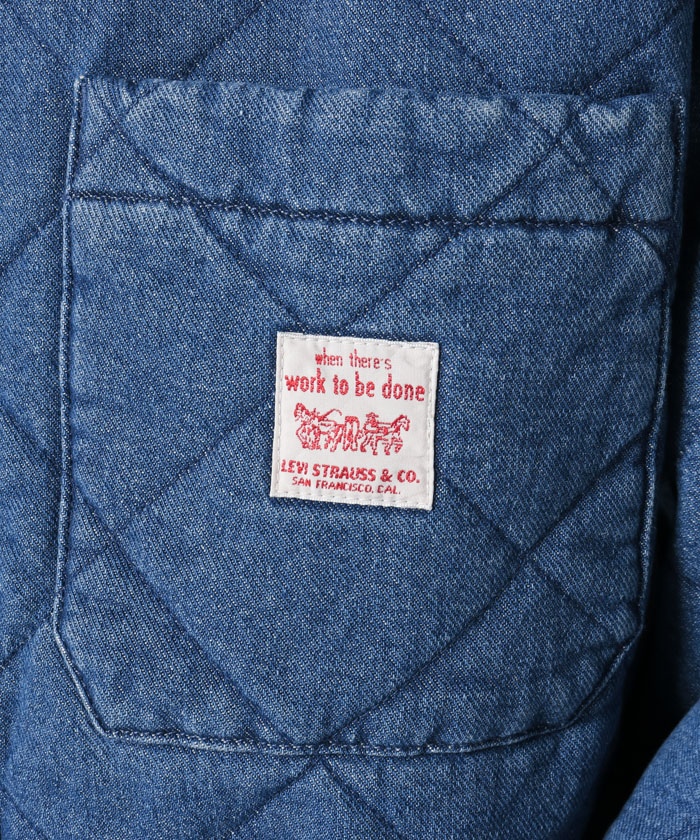 when there's
work to be done
LEVI STRAUSS & CO.
SAN FRANCISCO, CAL.